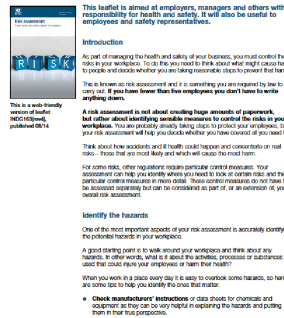 This leaflet is aimed at employers, managers and others with
responsibility for health and safety. It will also be useful to
employees and safety representatives.
Risk assessment
RISK
This is a web-friendly
version of leaflet
INDG163(rev4),
published 08/14
Introduction
As part of managing the health and safety of your business, you must control the
risks in your workplace. To do this you need to think about what might cause harm
to people and decide whether you are taking reasonable steps to prevent that harm.
This is known as risk assessment and it is something you are required by law to
carry out. If you have fewer than five employees you don't have to write
anything down.
A risk assessment is not about creating huge amounts of paperwork,
but rather about identifying sensible measures to control the risks in your
workplace. You are probably already taking steps to protect your employees, but
your risk assessment will help you decide whether you have covered all you need to.
Think about how accidents and ill health could happen and concentrate on real
risks – those that are most likely and which will cause the most harm.
For some risks, other regulations require particular control measures. Your
assessment can help you identify where you need to look at certain risks and these
particular control measures in more detail. These control measures do not have to
be assessed separately but can be considered as part of, or an extension of, your
overall risk assessment.
Identify the hazards
One of the most important aspects of your risk assessment is accurately identifying
the potential hazards in your workplace.
A good starting point is to walk around your workplace and think about any
hazards. In other words, what is it about the activities, processes or substances
used that could injure your employees or harm their health?
When you work in a place every day it is easy to overlook some hazards, so here
are some tips to help you identify the ones that matter:
● Check manufacturers' instructions or data sheets for chemicals and
equipment as they can be very helpful in explaining the hazards and putting
them in their true perspective.